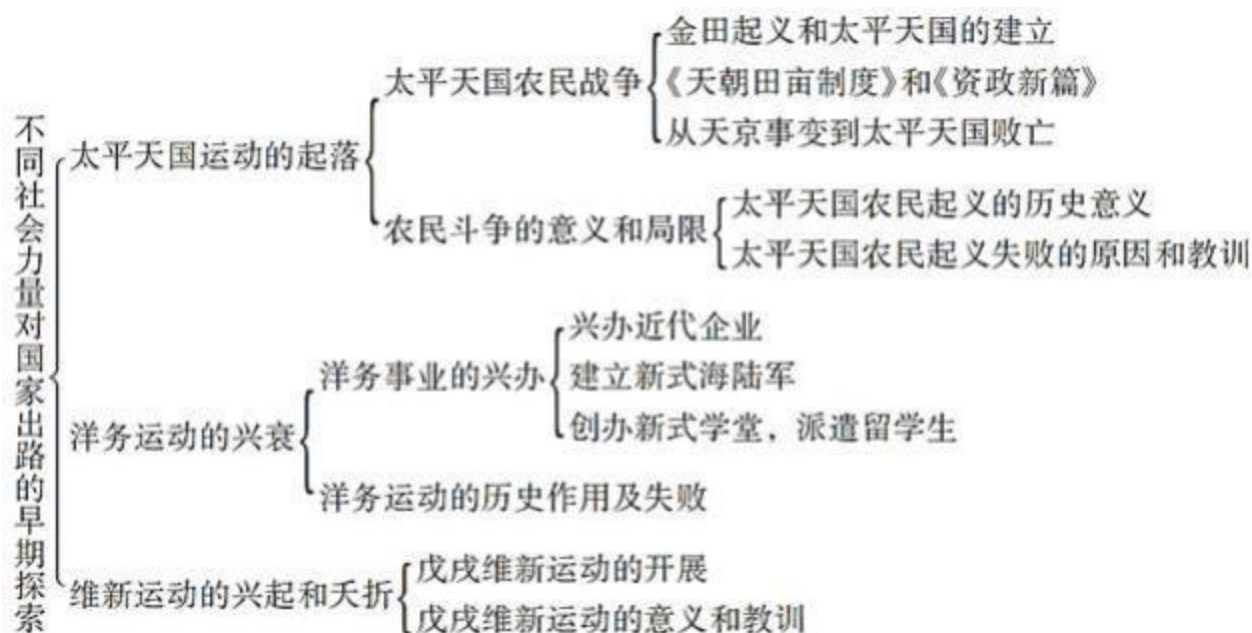 不同社会力量对国家出路的早期探索
太平天国运动的起落
太平天国农民战争
金田起义和太平天国的建立
《天朝田亩制度》和《资政新篇》
从天京事变到太平天国败亡
农民斗争的意义和局限
太平天国农民起义的历史意义
太平天国农民起义失败的原因和教训
洋务运动的兴衰
洋务事业的兴办
兴办近代企业
建立新式海陆军
创办新式学堂，派遣留学生
洋务运动的历史作用及失败
维新运动的兴起和夭折
戊戌维新运动的开展
戊戌维新运动的意义和教训